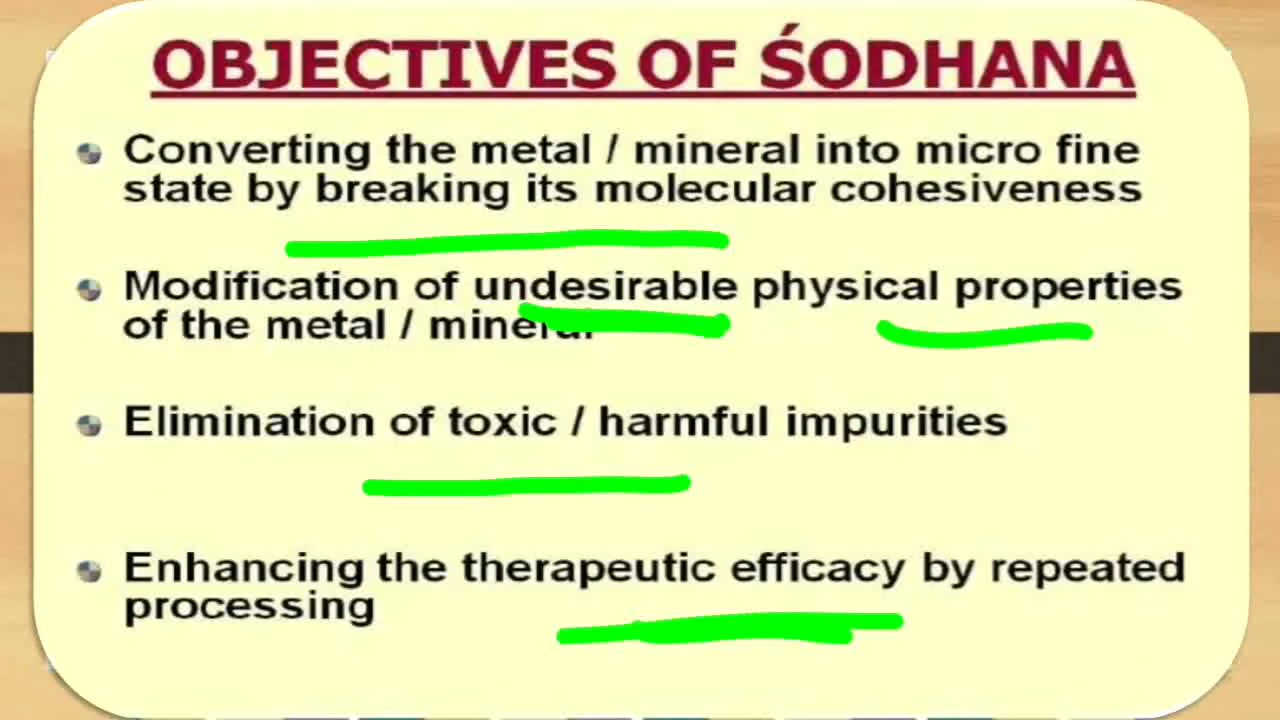 OBJECTIVES OF ŚODHANA
Converting the metal / mineral into micro fine
state by breaking its molecular cohesiveness
Modification of undesirable physical properties
of the metal / mineral
Elimination of toxic / harmful impurities
Enhancing the therapeutic efficacy by repeated
processing